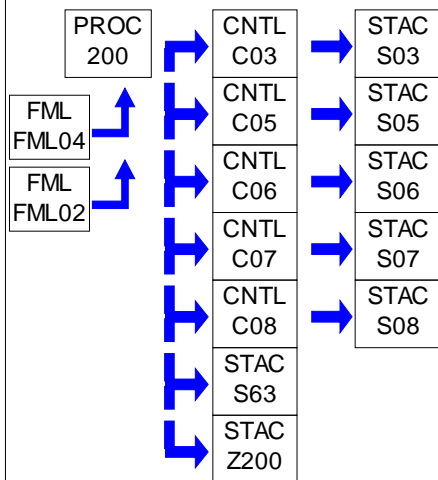 PROC
200
CNTL
C03
STAC
S03
FML
FML04
CNTL
C05
STAC
S05
FML
FML02
CNTL
C06
STAC
S06
CNTL
C07
STAC
S07
CNTL
C08
STAC
S08
STAC
S63
STAC
Z200